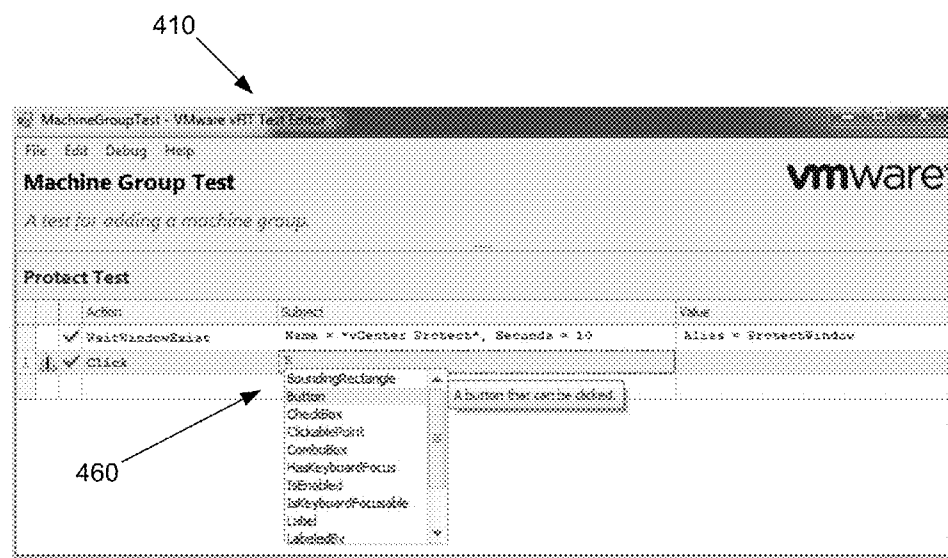 410
MachineGroupTest - VMware vFIT Test Editor
File Edit Debug Help
Machine Group Test
vmware
A test for adding a machine group.
Protect Test
Action Subject Value
WaitWindowExist Name = "vCenter Protect", Seconds = 10 Alias = ProtectWindow
Click
BoundingRectangle
Button A button that can be clicked.
CheckBox
ClickablePoint
ComboBox
HasKeyboardFocus
IsEnabled
IsKeyboardFocusable
Label
LabeledBy
460